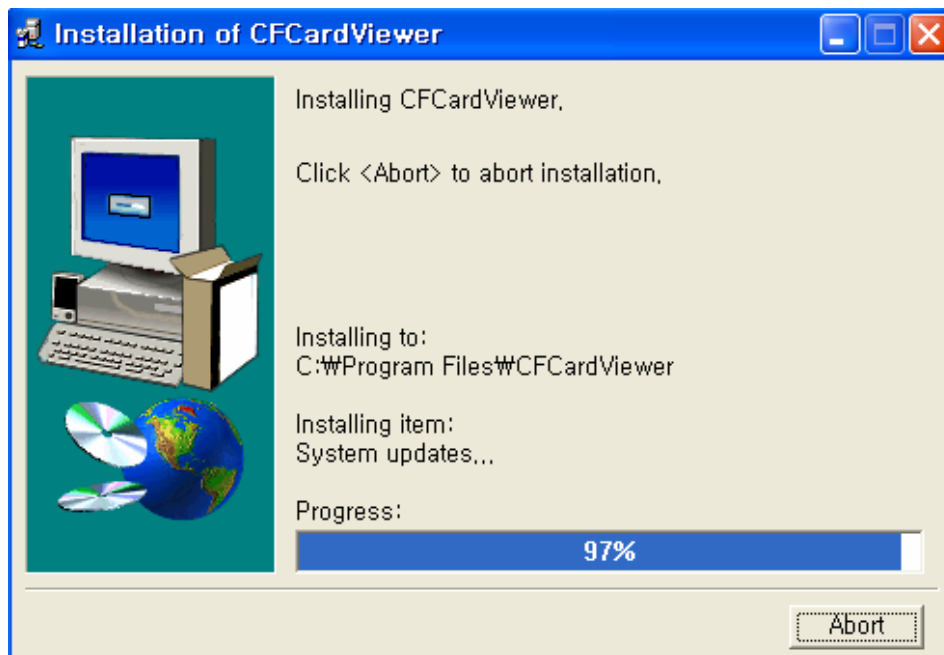 Installation of CFCardViewer
Installing CFCardViewer,
Click <Abort> to abort installation,
Installing to:
C:₩Program Files₩CFCardViewer
Installing item:
System updates,,,
Progress:
97%
Abort